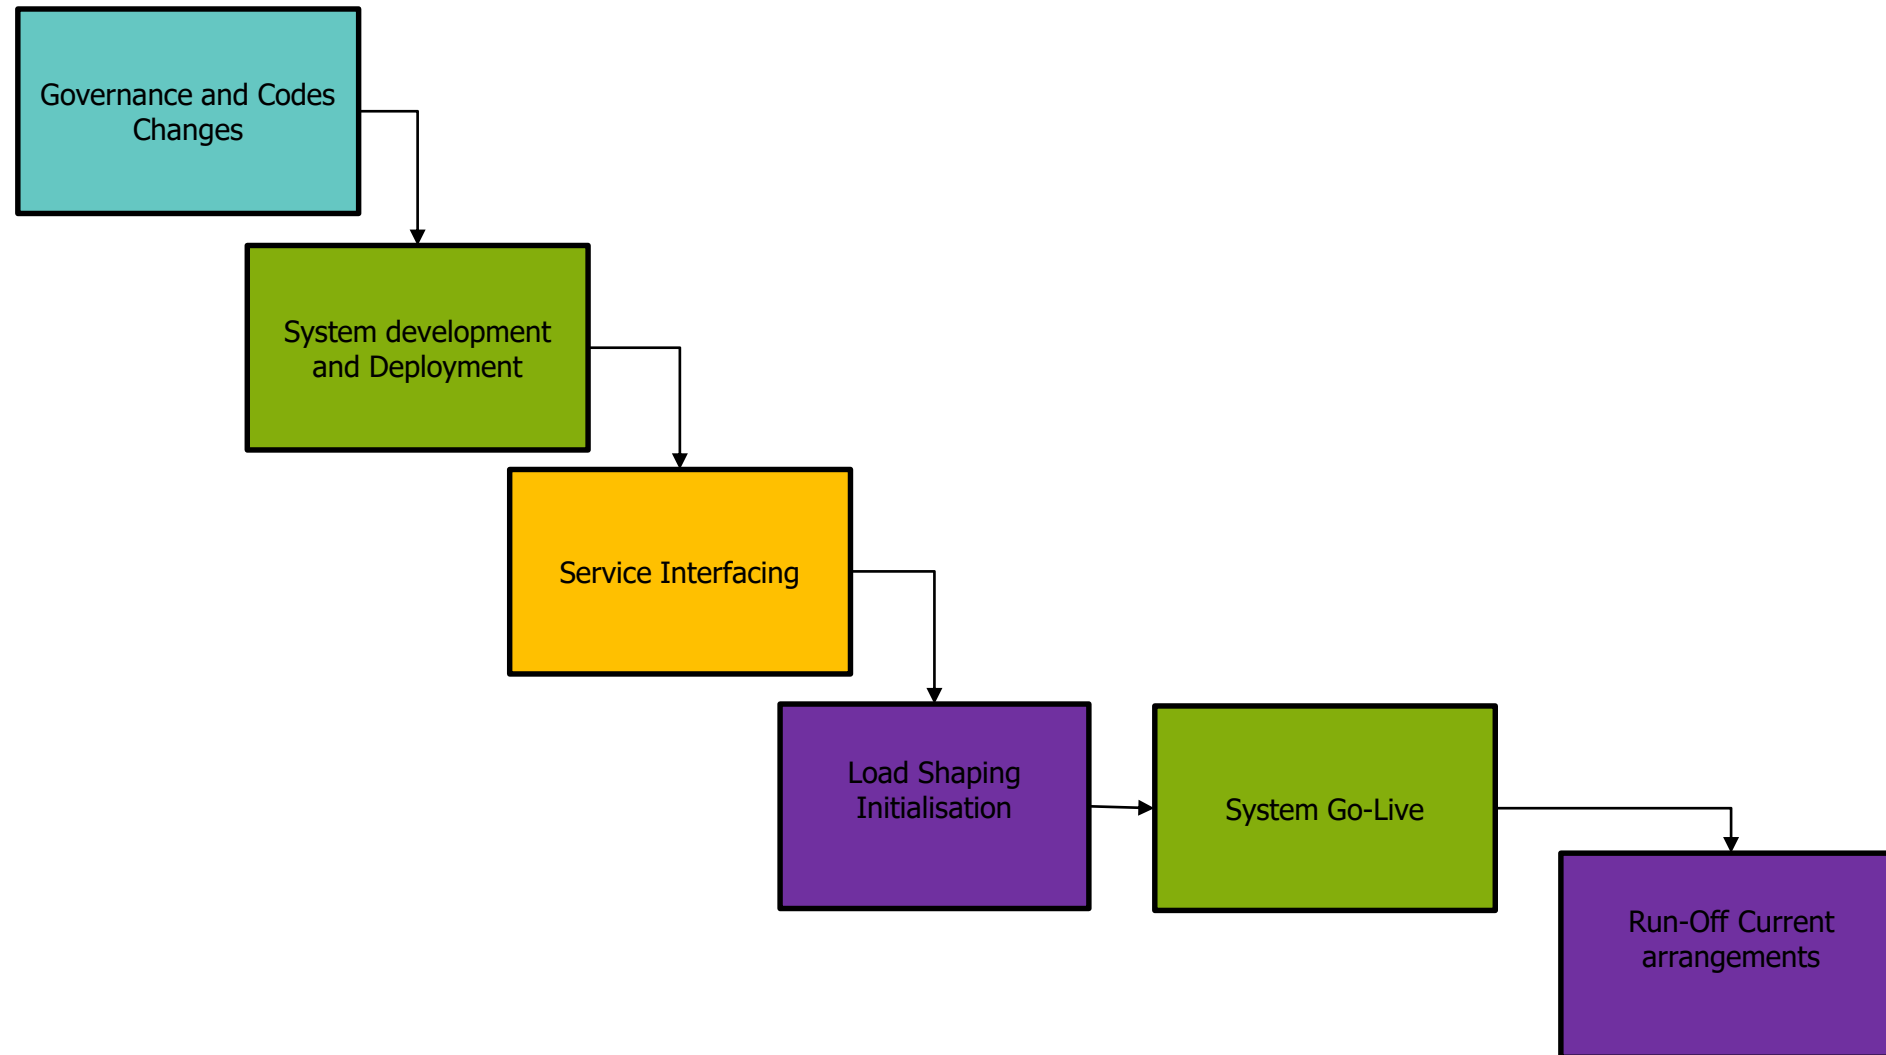 Governance and Codes
Changes
System development
and Deployment
Service Interfacing
Load Shaping
Initialisation
System Go-Live
Run-Off Current
arrangements